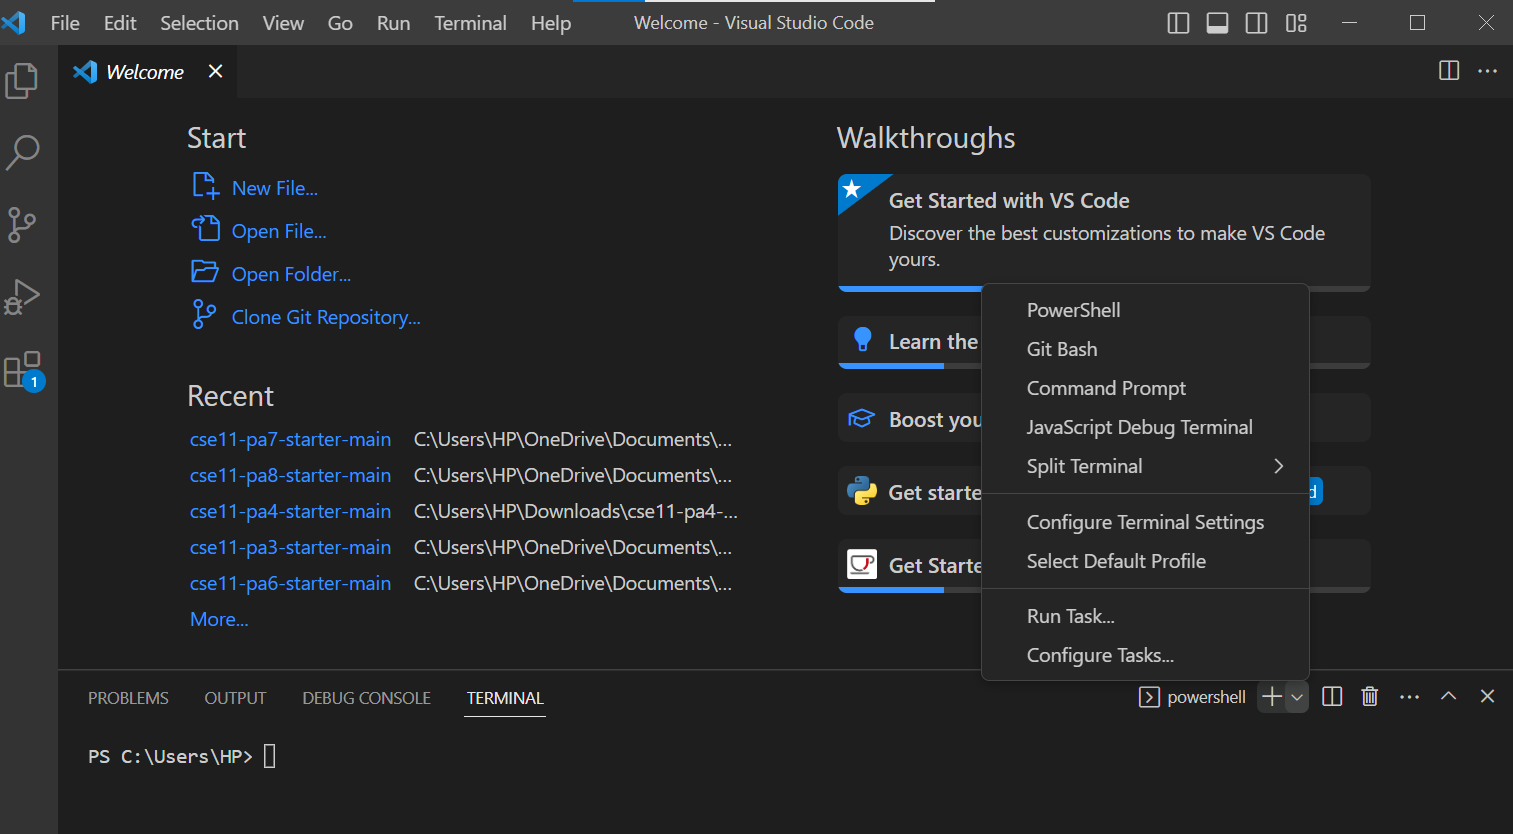 File Edit Selection View Go Run Terminal Help Welcome - Visual Studio Code
Welcome
Start
New File...
Open File...
Open Folder...
Clone Git Repository...
Recent
cse11-pa7-starter-main C:\Users\HP\OneDrive\Documents\...
cse11-pa8-starter-main C:\Users\HP\OneDrive\Documents\...
cse11-pa4-starter-main C:\Users\HP\Downloads\cse11-pa4-...
cse11-pa3-starter-main C:\Users\HP\OneDrive\Documents\...
cse11-pa6-starter-main C:\Users\HP\OneDrive\Documents\...
More...
Walkthroughs
Get Started with VS Code
Discover the best customizations to make VS Code
yours.
Learn the
Boost you
Get starte
d
Get Starte
PowerShell
Git Bash
Command Prompt
JavaScript Debug Terminal
Split Terminal
Configure Terminal Settings
Select Default Profile
Run Task...
Configure Tasks...
1
PROBLEMS OUTPUT DEBUG CONSOLE TERMINAL
powershell
PS C:\Users\HP>